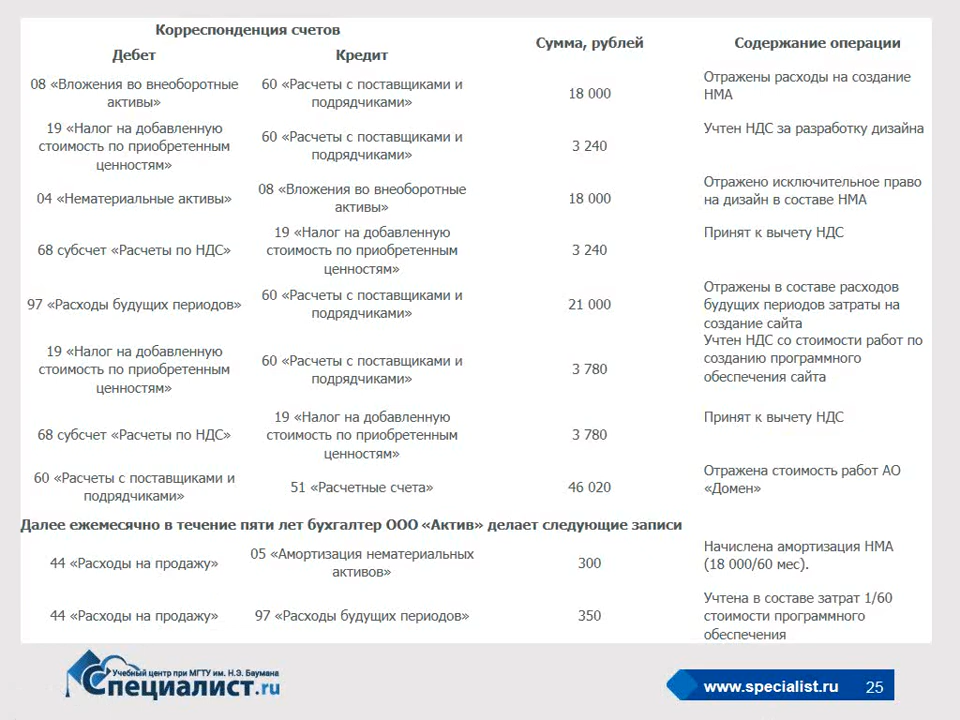 Корреспонденция счетов
Дебет
Кредит
Сумма, рублей
Содержание операции
08 «Вложения во внеоборотные
активы»
60 «Расчеты с поставщиками и
подрядчиками»
18 000
Отражены расходы на создание
НМА
19 «Налог на добавленную
стоимость по приобретенным
ценностям»
60 «Расчеты с поставщиками и
подрядчиками»
3 240
Учтен НДС за разработку дизайна
04 «Нематериальные активы»
08 «Вложения во внеоборотные
активы»
18 000
Отражено исключительное право
на дизайн в составе НМА
68 субсчет «Расчеты по НДС»
19 «Налог на добавленную
стоимость по приобретенным
ценностям»
3 240
Принят к вычету НДС
97 «Расходы будущих периодов»
60 «Расчеты с поставщиками и
подрядчиками»
21 000
Отражены в составе расходов
будущих периодов затраты на
создание сайта
19 «Налог на добавленную
стоимость по приобретенным
ценностям»
60 «Расчеты с поставщиками и
подрядчиками»
3 780
Учтен НДС со стоимости работ по
созданию программного
обеспечения сайта
68 субсчет «Расчеты по НДС»
19 «Налог на добавленную
стоимость по приобретенным
ценностям»
3 780
Принят к вычету НДС
60 «Расчеты с поставщиками и
подрядчиками»
51 «Расчетные счета»
46 020
Отражена стоимость работ АО
«Домен»
Далее ежемесячно в течение пяти лет бухгалтер ООО «Актив» делает следующие записи
44 «Расходы на продажу»
05 «Амортизация нематериальных
активов»
300
Начислена амортизация НМА
(18 000/60 мес).
44 «Расходы на продажу»
97 «Расходы будущих периодов»
350
Учтена в составе затрат 1/60
стоимости программного
обеспечения
Учебный центр при МГТУ им. Н.Э. Баумана
Специалист.ru
www.specialist.ru
25